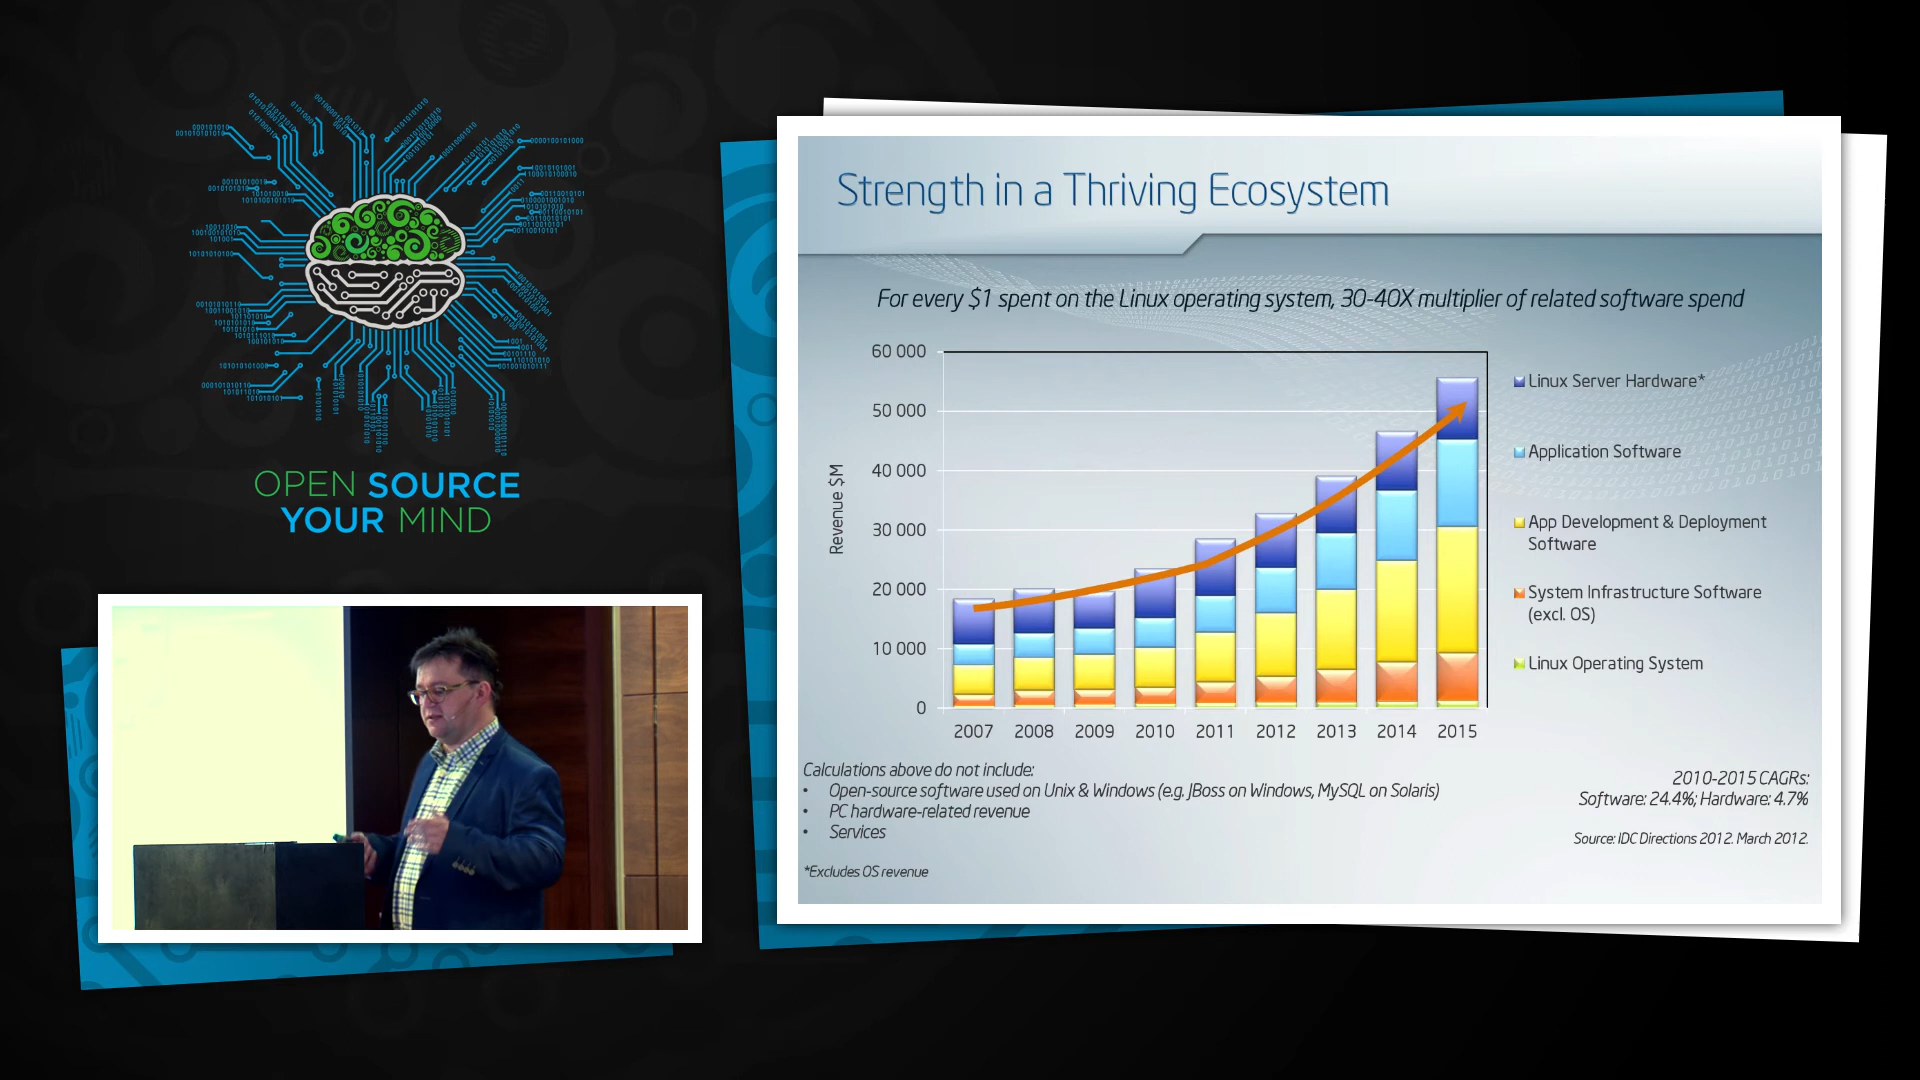 OPEN SOURCE
YOUR MIND
Strength in a Thriving Ecosystem
For every $1 spent on the Linux operating system, 30-40X multiplier of related software spend
60 000
50 000
40 000
30 000
20 000
10 000
0
Revenue $M
2007 2008 2009 2010 2011 2012 2013 2014 2015
Linux Server Hardware*
Application Software
App Development & Deployment
Software
System Infrastructure Software
(excl. OS)
Linux Operating System
Calculations above do not include:
• Open-source software used on Unix & Windows (e.g. JBoss on Windows, MySQL on Solaris)
• PC hardware-related revenue
• Services
*Excludes OS revenue
2010-2015 CAGRs:
Software: 24.4%; Hardware: 4.7%
Source: IDC Directions 2012. March 2012.